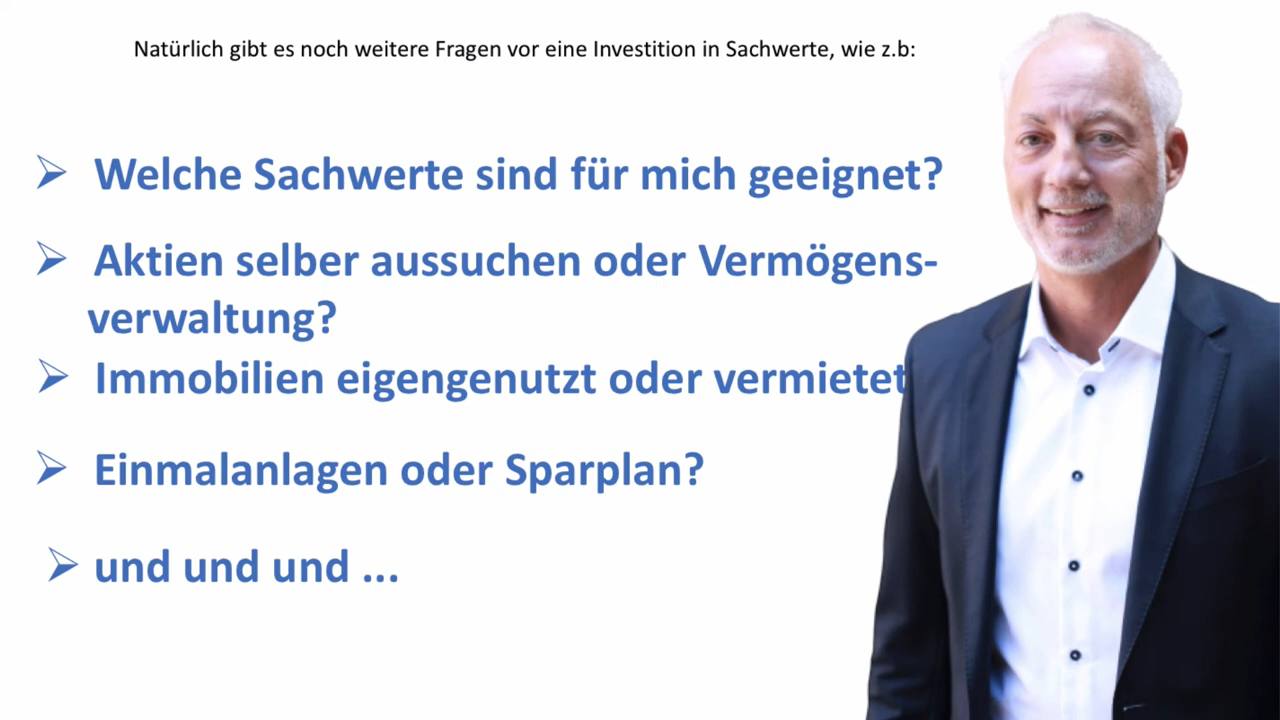 Natürlich gibt es noch weitere Fragen vor eine Investition in Sachwerte, wie z.b:
Welche Sachwerte sind für mich geeignet?
Aktien selber aussuchen oder Vermögens-
verwaltung?
Immobilien eigengenutzt oder vermietet
Einmalanlagen oder Sparplan?
und und und ...